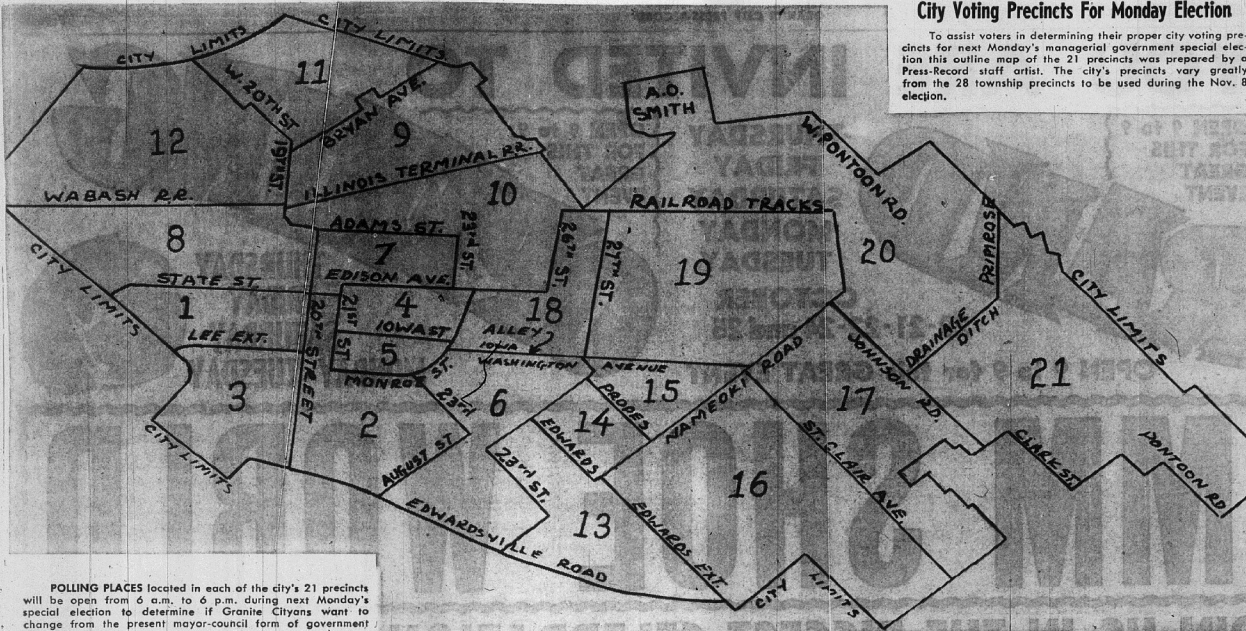 City Voting Precincts For Monday Election
To assist voters in determining their proper city voting pre-
cincts for next Monday's managerial government special elec-
tion this outline map of the 21 precincts was prepared by a
Press-Record staff artist. The city's precincts vary greatly
from the 28 township precincts to be used during the Nov. 8
election.
CITY LIMITS
CITY LIMITS
11
W. 20TH ST
BRYAN AVE.
A.O.
SMITH
12
19TH ST.
9
W. PONTOON RD.
ILLINOIS TERMINAL RR.
WABASH R.R.
10
RAILROAD TRACKS
ADAMS ST.
23RD ST.
26TH ST.
27TH ST.
PRIMROSE
8
7
20
CITY LIMITS
EDISON AVE.
19
CITY LIMITS
STATE ST.
1
20TH STREET
21ST ST
4
18
IOWA ST
ALLEY
IOWA
LEE EXT.
5
WASHINGTON AVENUE
NAMEOKI ROAD
JOHNSON RD.
DRAINAGE
DITCH
MONROE
23RD ST.
21
3
6
PROPES
15
17
2
14
CITY LIMITS
AUGUST ST
EDWARDS
ST. CLAIR AVE.
CLARK ST.
PONTOON RD
23rd ST.
16
13
EDWARDS EXT.
EDWARDSVILLE ROAD
CITY LIMITS
POLLING PLACES located in each of the city's 21 precincts
will be open from 6 a.m. to 6 p.m. during next Monday's
special election to determine if Granite Cityans want to
change from the present mayor-council form of government